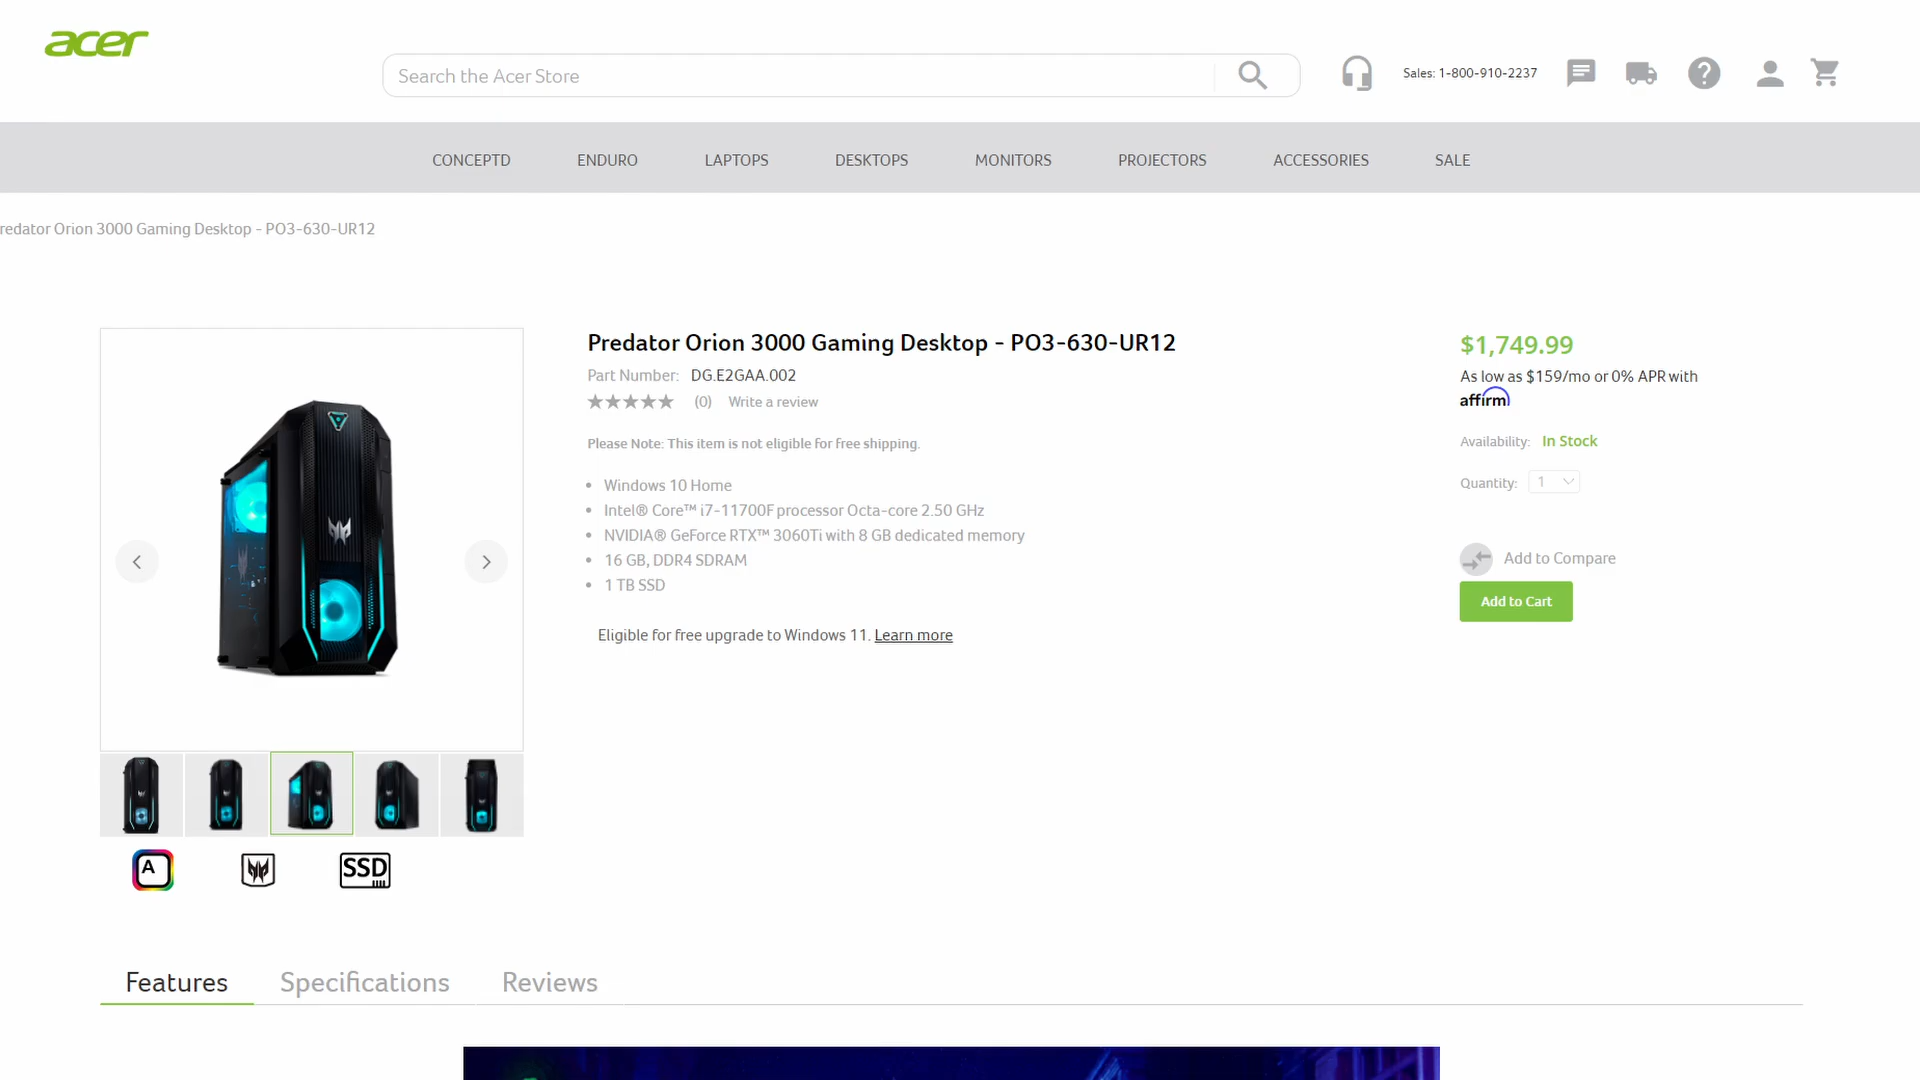 acer
Search the Acer Store
Sales: 1-800-910-2237
CONCEPTD
ENDURO
LAPTOPS
DESKTOPS
MONITORS
PROJECTORS
ACCESSORIES
SALE
redator Orion 3000 Gaming Desktop - PO3-630-UR12
Predator Orion 3000 Gaming Desktop - PO3-630-UR12
Part Number: DG.E2GAA.002
(0) Write a review
Please Note: This item is not eligible for free shipping.
• Windows 10 Home
• Intel® Core™ i7-11700F processor Octa-core 2.50 GHz
• NVIDIA® GeForce RTX™ 3060Ti with 8 GB dedicated memory
• 16 GB, DDR4 SDRAM
• 1 TB SSD
Eligible for free upgrade to Windows 11. Learn more
$1,749.99
As low as $159/mo or 0% APR with
affirm
Availability: In Stock
Quantity: 1
Add to Compare
Add to Cart
A
SSD
Features
Specifications
Reviews